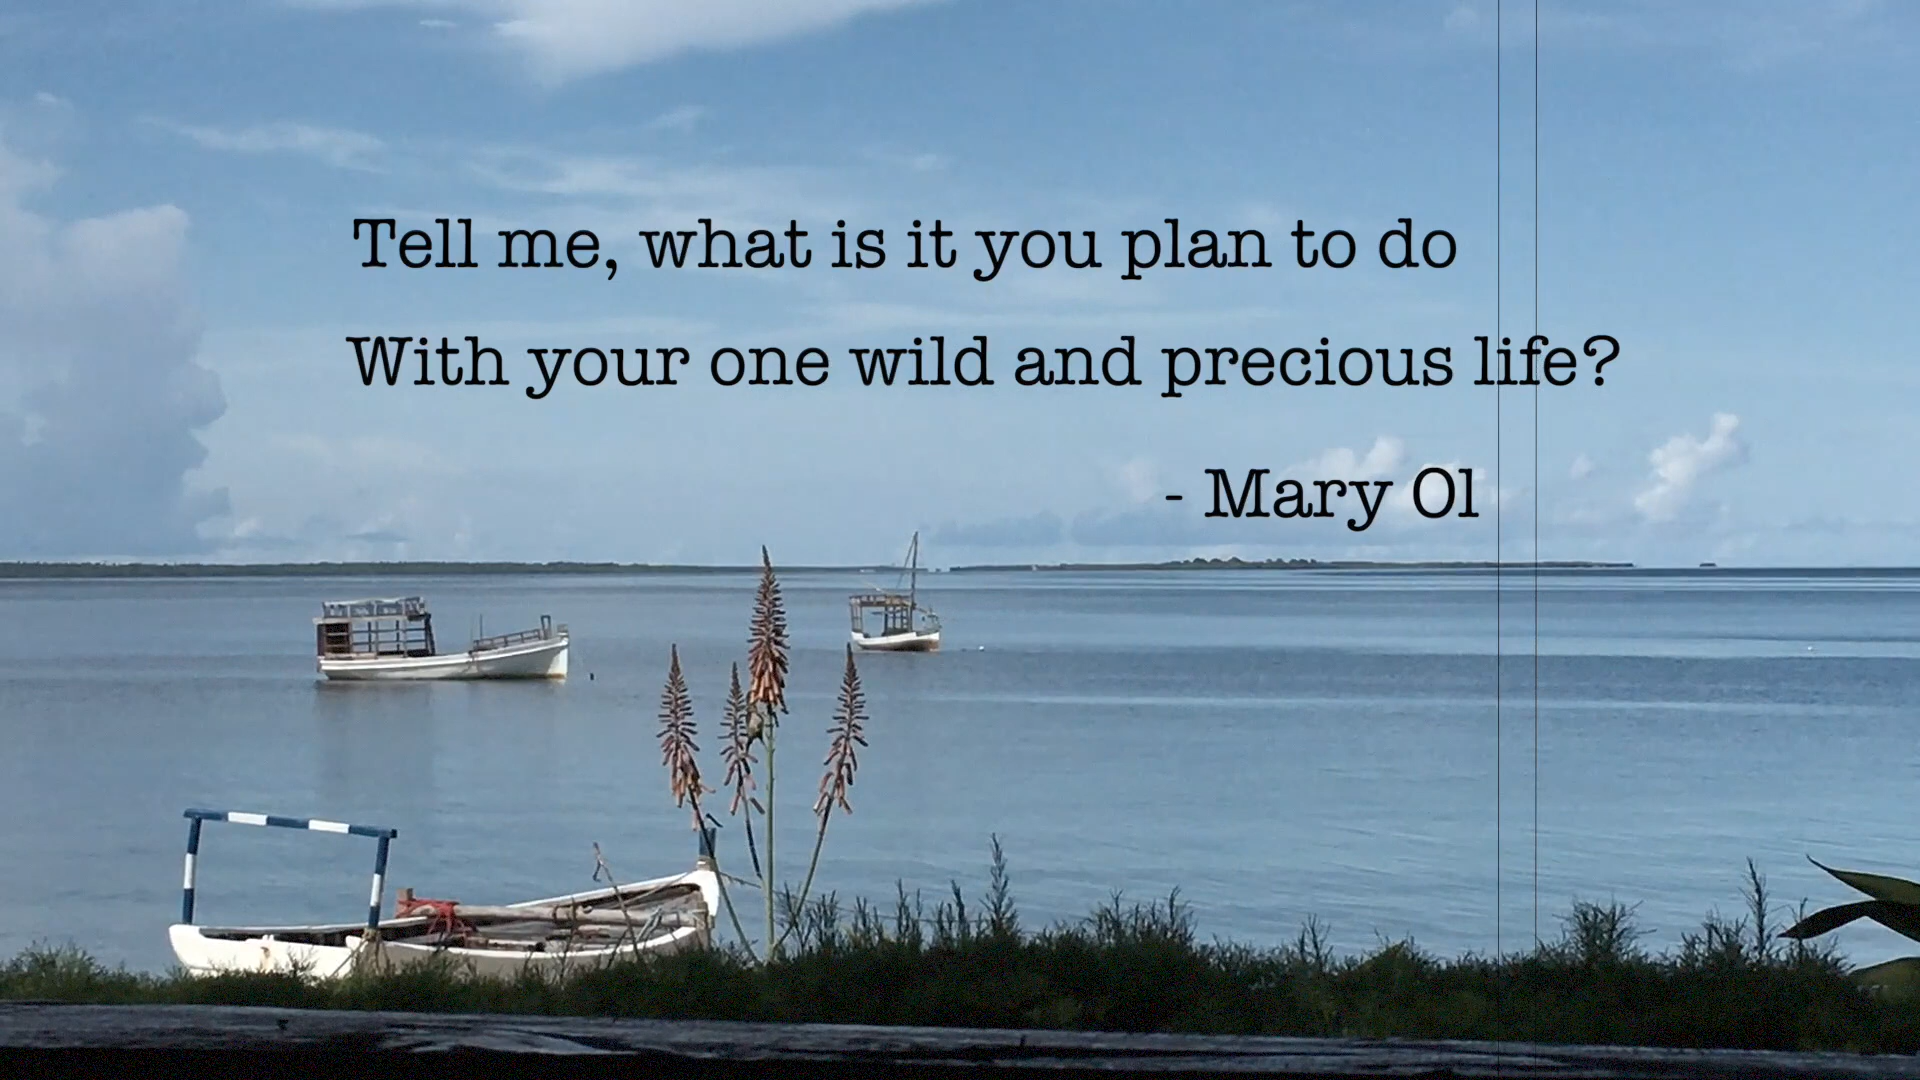 Tell me, what is it you plan to do
With your one wild and precious life?
- Mary Ol